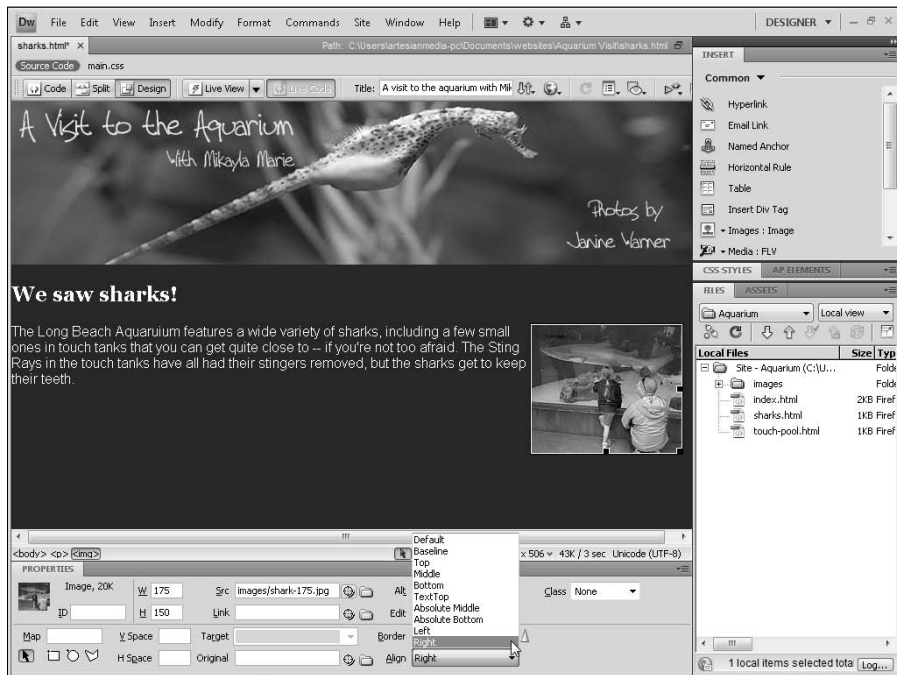 Dw File Edit View Insert Modify Format Commands Site Window Help DESIGNER
sharks.html* Path: C:\Users\artesianmedia-pc\Documents\websites\Aquarium Visit\sharks.html
Source Code main.css
Code Split Design Live View Live Code Title: A visit to the aquarium with Mik
A Visit to the Aquarium
With Mikayla Marie
Photos by
Janine Warner
We saw sharks!
The Long Beach Aquaruium features a wide variety of sharks, including a few small
ones in touch tanks that you can get quite close to -- if you're not too afraid. The Sting
Rays in the touch tanks have all had their stingers removed, but the sharks get to keep
their teeth.
<body> <p> <img> x 506 43K / 3 sec Unicode (UTF-8)
PROPERTIES
Image, 20K W 175 Src images/shark-175.jpg Alt Class None
ID H 150 Link Edit
Map V Space Target Border
H Space Original Align Right
Default
Baseline
Top
Middle
Bottom
TextTop
Absolute Middle
Absolute Bottom
Left
Right
INSERT
Common
Hyperlink
Email Link
Named Anchor
Horizontal Rule
Table
Insert Div Tag
Images : Image
Media : FLV
CSS STYLES AP ELEMENTS
FILES ASSETS
Aquarium Local view
Local Files Size Typ
Site - Aquarium (C:\U... Folde
images Folde
index.html 2KB Firef
sharks.html 1KB Firef
touch-pool.html 1KB Firef
1 local items selected tota Log...